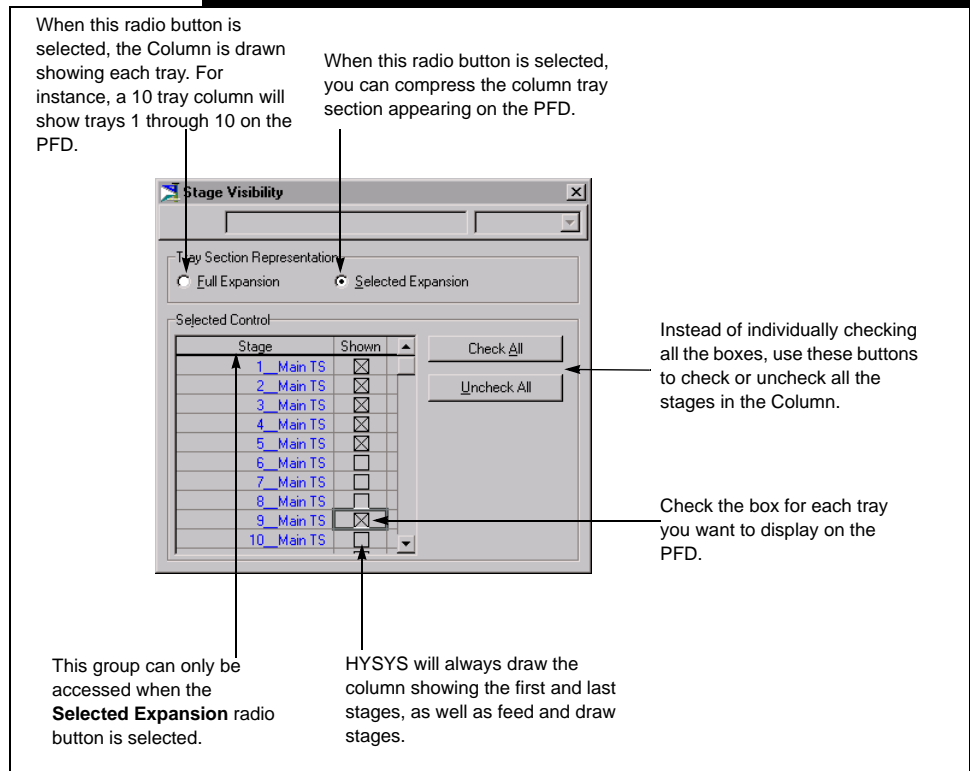 When this radio button is
selected, the Column is drawn
showing each tray. For
instance, a 10 tray column will
show trays 1 through 10 on the
PFD.
When this radio button is selected,
you can compress the column tray
section appearing on the PFD.
Stage Visibility
Tray Section Representation
Full Expansion
Selected Expansion
Selected Control
Stage Shown
1__Main TS
2__Main TS
3__Main TS
4__Main TS
5__Main TS
6__Main TS
7__Main TS
8__Main TS
9__Main TS
10__Main TS
Check All
Uncheck All
Instead of individually checking
all the boxes, use these buttons
to check or uncheck all the
stages in the Column.
Check the box for each tray
you want to display on the
PFD.
This group can only be
accessed when the
Selected Expansion radio
button is selected.
HYSYS will always draw the
column showing the first and last
stages, as well as feed and draw
stages.